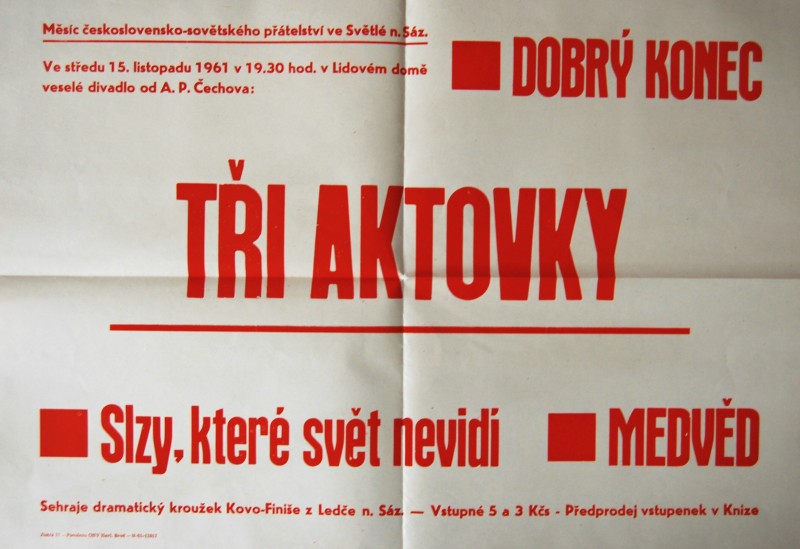 Měsíc československo-sovětského přátelství ve Světlé n. Sáz.
Ve středu 15. listopadu 1961 v 19.30 hod. v Lidovém domě
veselé divadlo od A. P. Čechova:
DOBRÝ KONEC
TŘI AKTOVKY
Slzy, které svět nevidí
MEDVĚD
Sehraje dramatický kroužek Kovo-Finiše z Ledče n. Sáz. — Vstupné 5 a 3 Kčs - Předprodej vstupenek v Knize